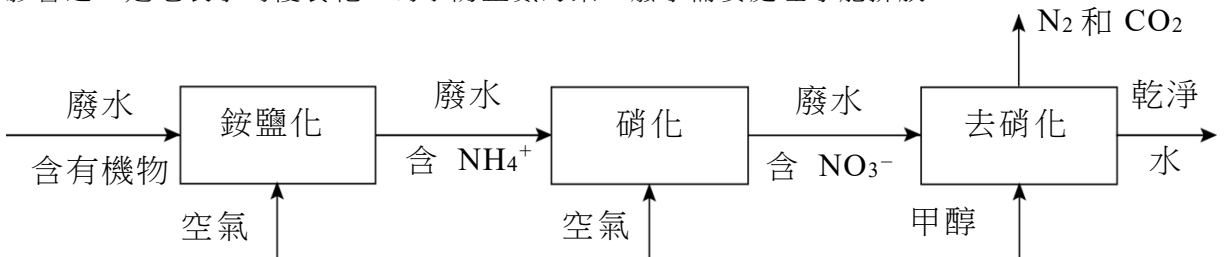 N₂ 和 CO₂
廢水
銨鹽化
廢水
硝化
廢水
去硝化
乾淨
含有機物
含 NH₄⁺
含 NO₃⁻
水
空氣
空氣
甲醇